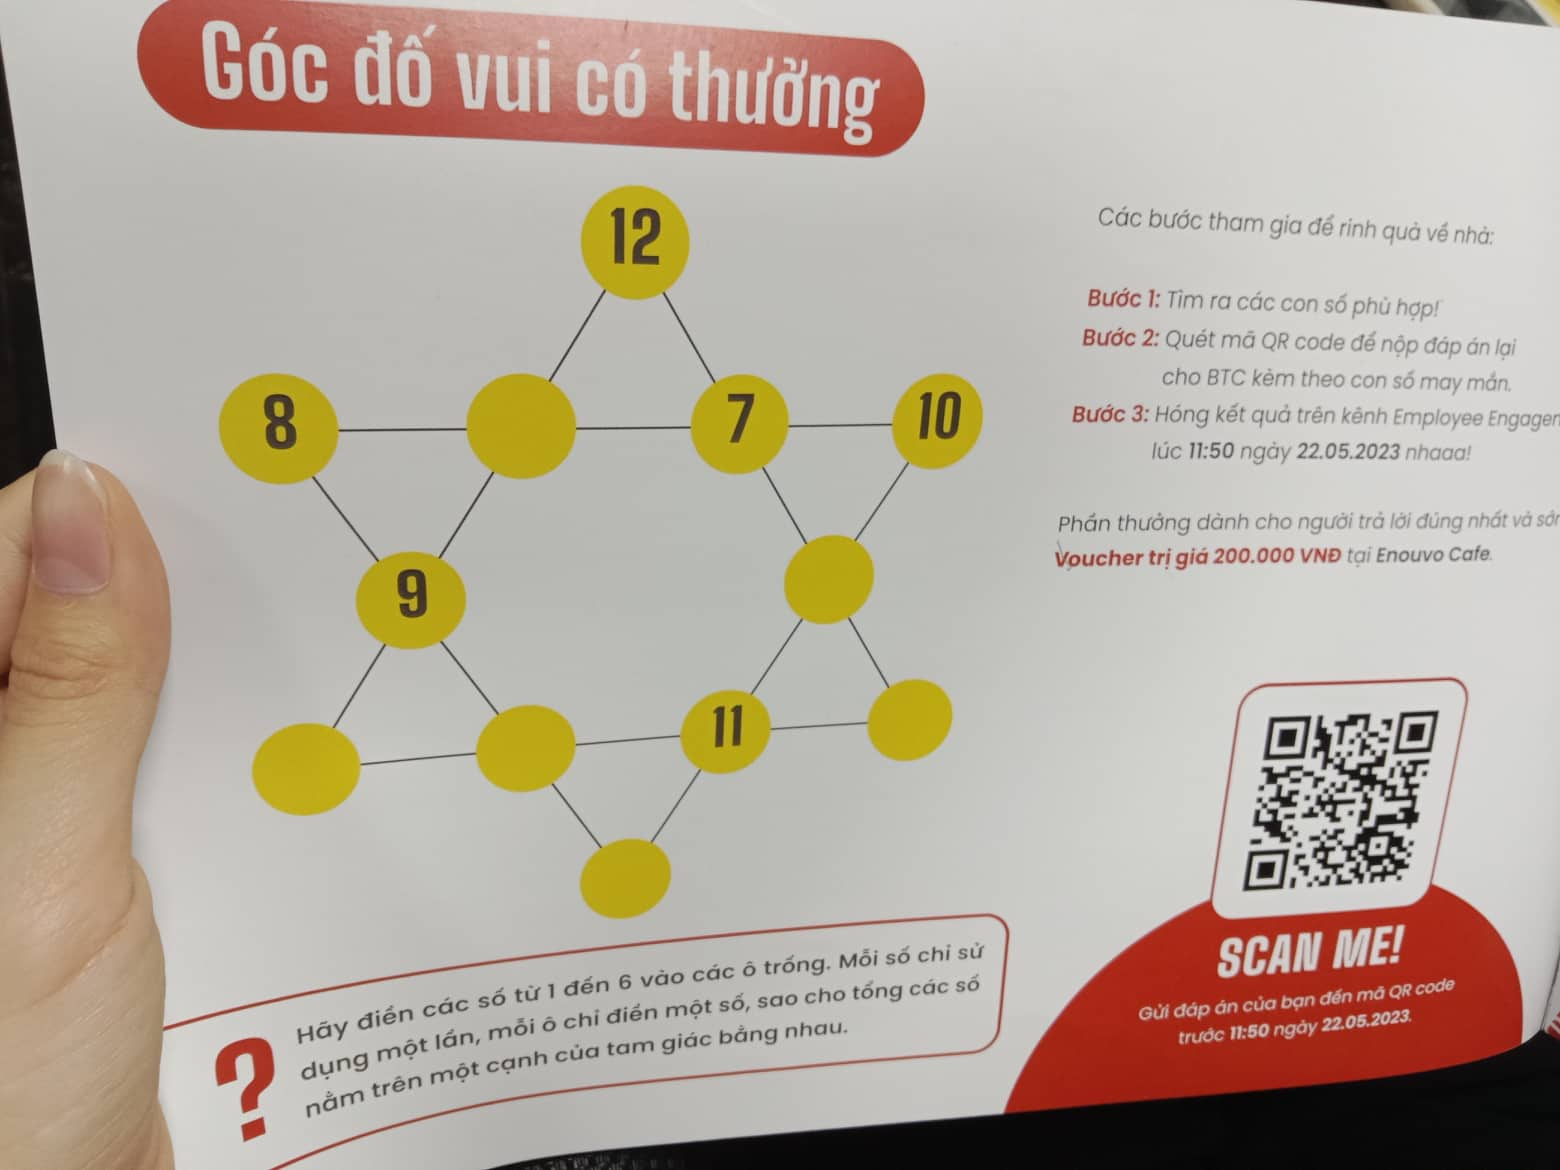 Góc đố vui có thưởng
12
8
7
10
9
11
Các bước tham gia để rinh quà về nhà:
Bước 1: Tìm ra các con số phù hợp!
Bước 2: Quét mã QR code để nộp đáp án lại
cho BTC kèm theo con số may mắn.
Bước 3: Hóng kết quả trên kênh Employee
lúc 11:50 ngày 22.05.2023 nhaaa!
Phần thưởng dành cho người trả lời đúng nhất và
Voucher trị giá 200.000 VNĐ tại Enouvo Cafe.
?
Hãy điền các số từ 1 đến 6 vào các ô trống. Mỗi số chỉ sử
dụng một lần, mỗi ô chỉ điền một số, sao cho tổng các số
nằm trên một cạnh của tam giác bằng nhau.
SCAN ME!
Gửi đáp án của bạn đến mã QR code
trước 11:50 ngày 22.05.2023.